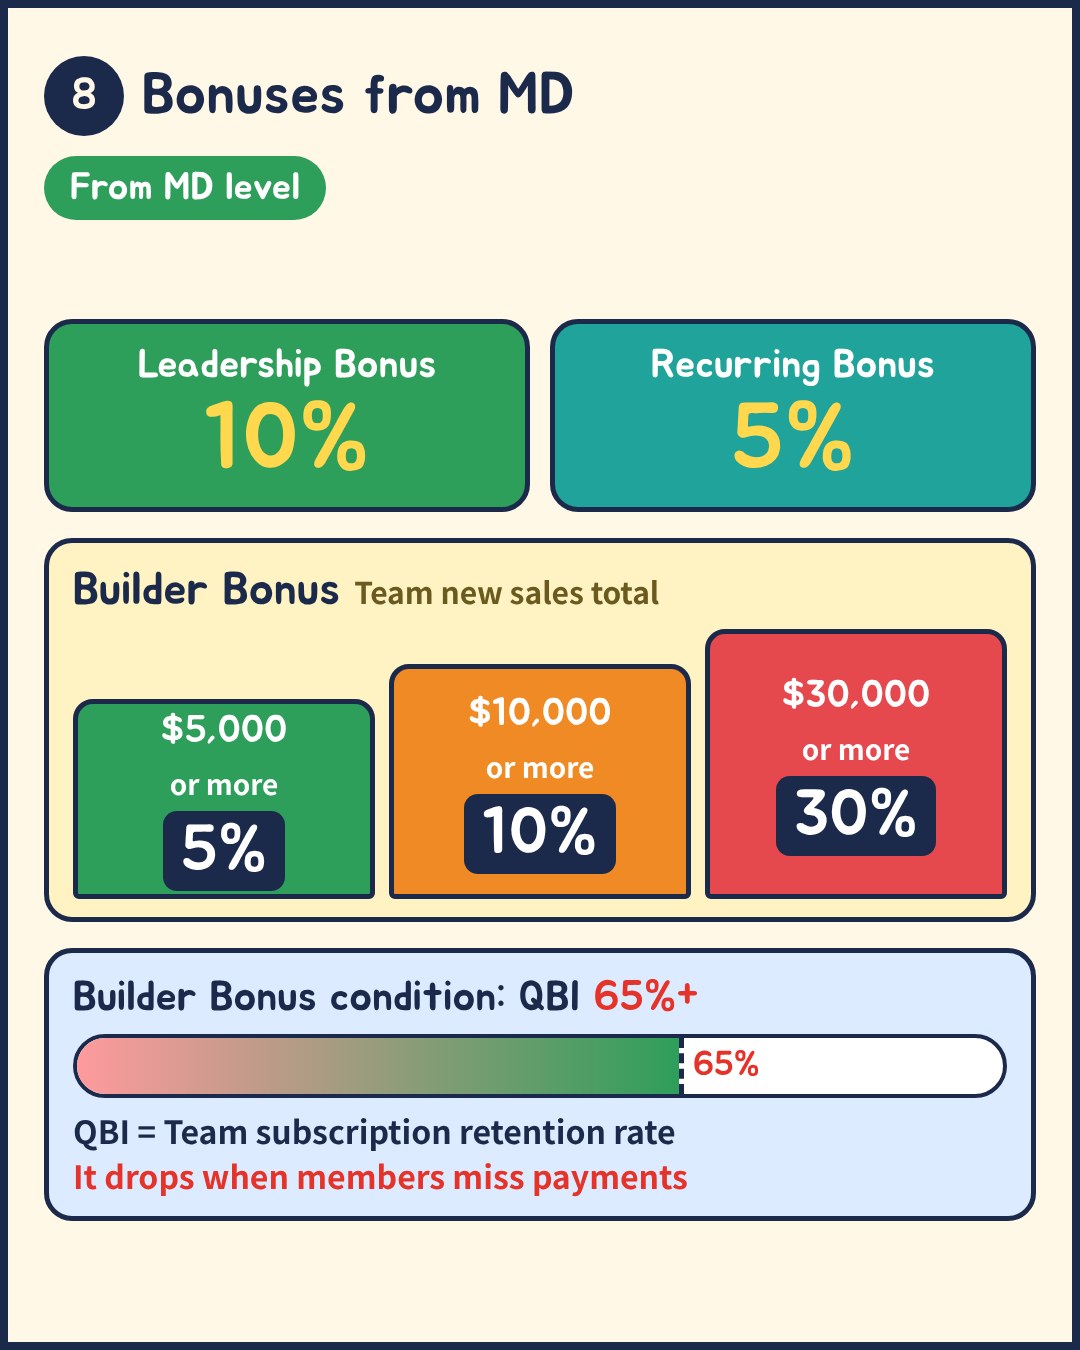 8 Bonuses from MD
From MD level
Leadership Bonus
10%
Recurring Bonus
5%
Builder Bonus Team new sales total
$5,000
or more
5%
$10,000
or more
10%
$30,000
or more
30%
Builder Bonus condition: QBI 65%+
65%
QBI = Team subscription retention rate
It drops when members miss payments